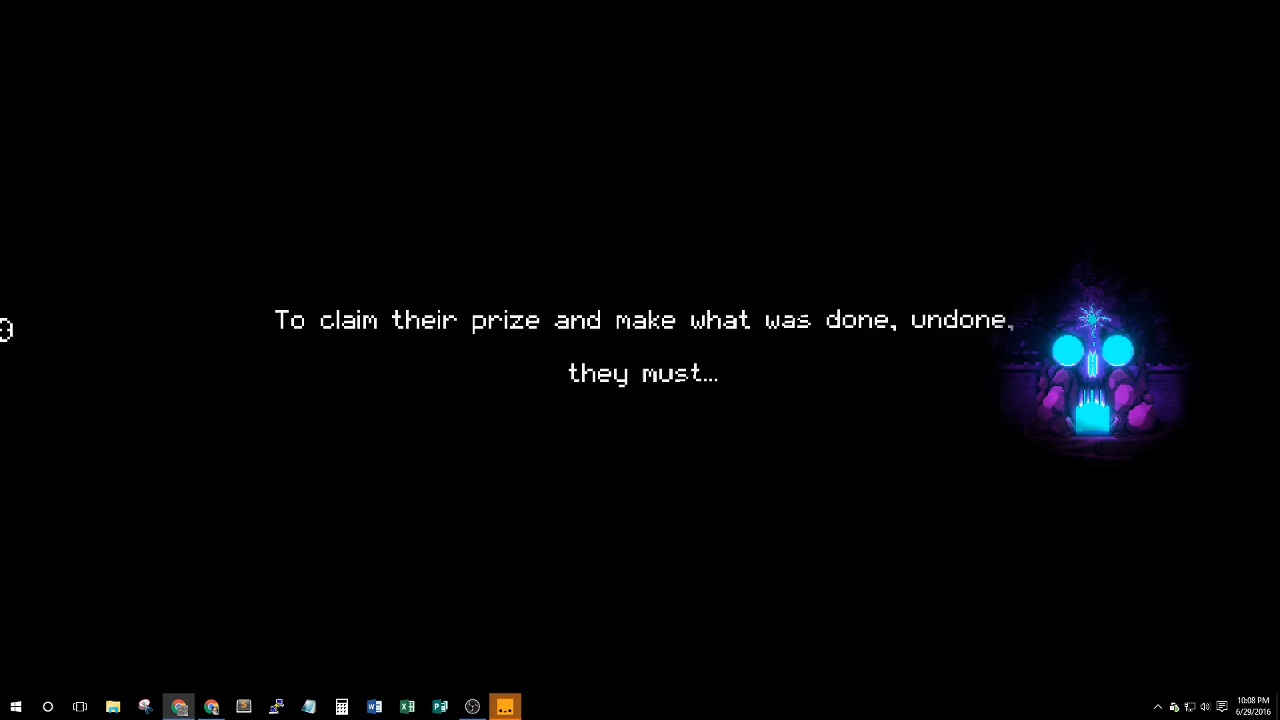 To claim their prize and make what was done, undone,
they must...
10:08 PM
6/29/2016